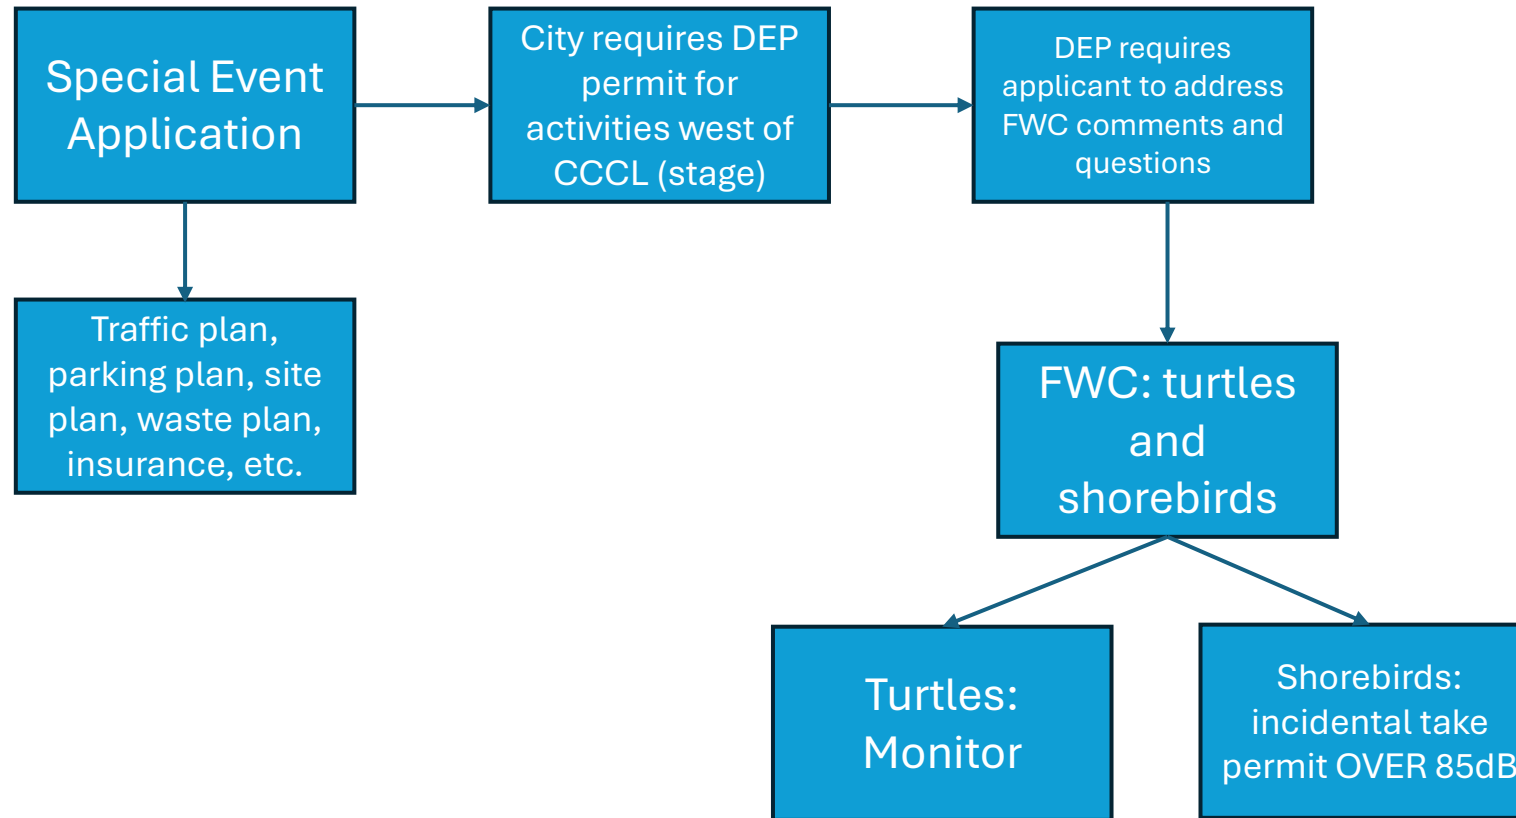 Special Event
Application
City requires DEP
permit for
activities west of
CCCL (stage)
DEP requires
applicant to address
FWC comments and
questions
Traffic plan,
parking plan, site
plan, waste plan,
insurance, etc.
FWC: turtles
and
shorebirds
Turtles:
Monitor
Shorebirds:
incidental take
permit OVER 85dB